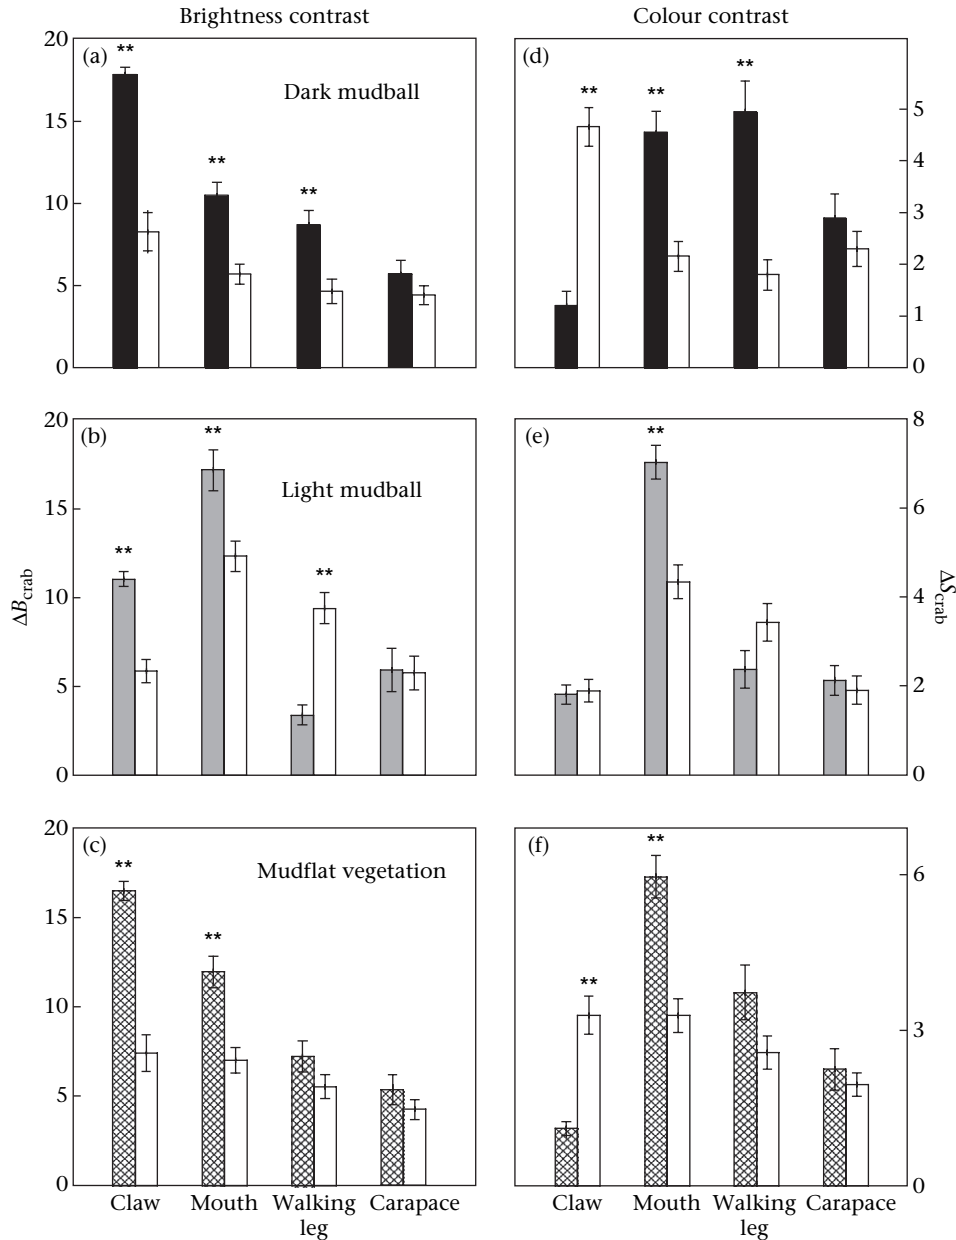 Brightness contrast
Colour contrast
20
15
10
5
0
(a)
**
**
**
Dark mudball
(d)
**
**
**
5
4
3
2
1
0
20
15
10
5
0
(b)
**
**
**
Light mudball
ΔBcrab
(e)
**
8
6
4
2
0
ΔScrab
20
15
10
5
0
(c)
**
**
Mudflat vegetation
Claw Mouth Walking leg Carapace
(f)
**
**
6
3
0
Claw Mouth Walking leg Carapace